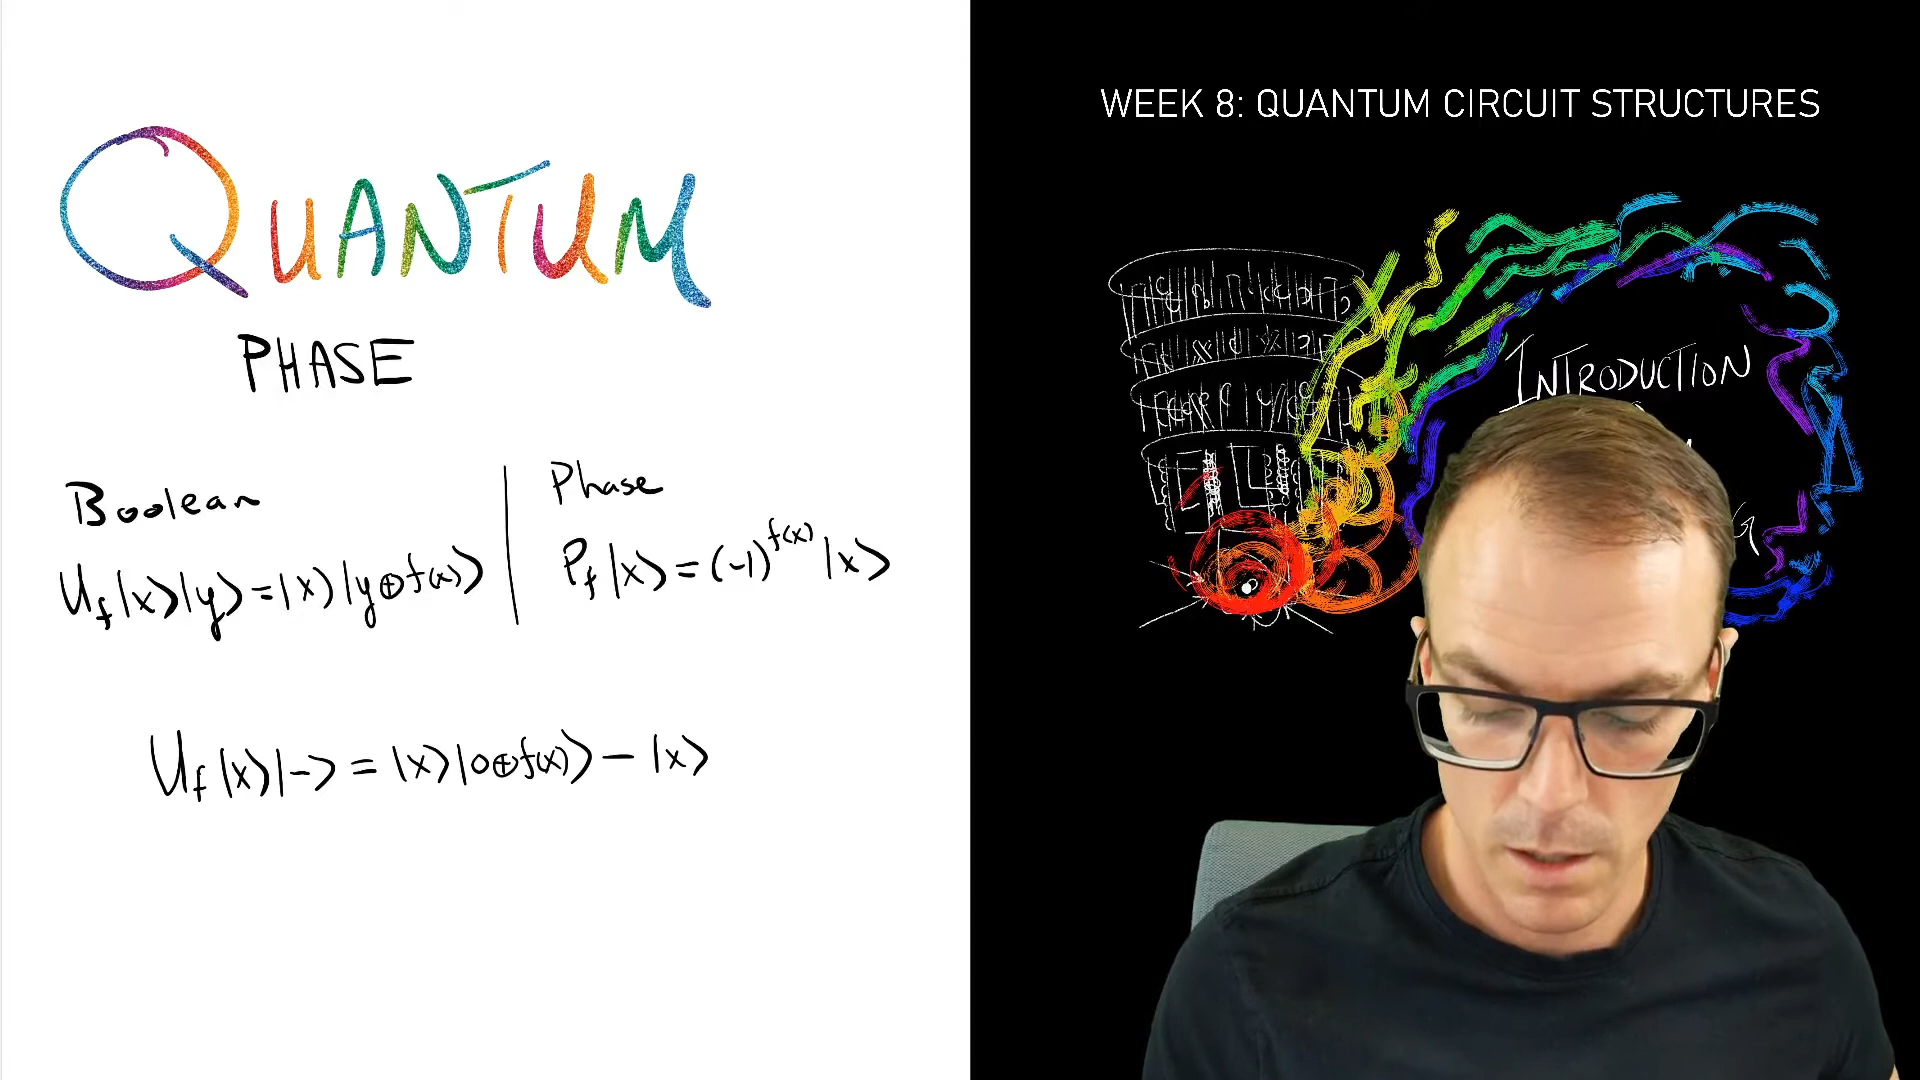 QUANTUM
PHASE
Boolean
U_f|x⟩|y⟩=|x⟩|y⊕f(x)⟩
Phase
P_f|x⟩=(-1)^{f(x)}|x⟩
U_f|x⟩|-⟩=|x⟩|0⊕f(x)⟩-|x⟩
WEEK 8: QUANTUM CIRCUIT STRUCTURES
INTRODUCTION